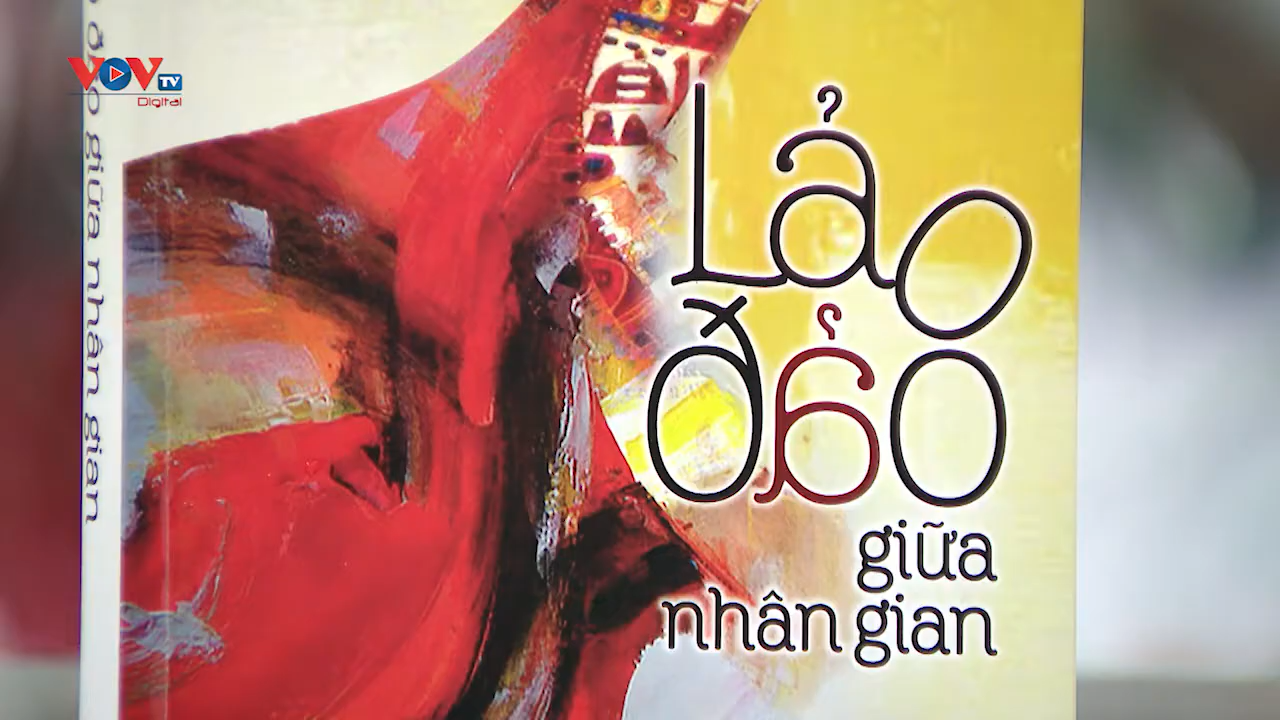 VOV TV
Digital
đảo giữa nhân gian
Lảo
đảo
giữa
nhân gian